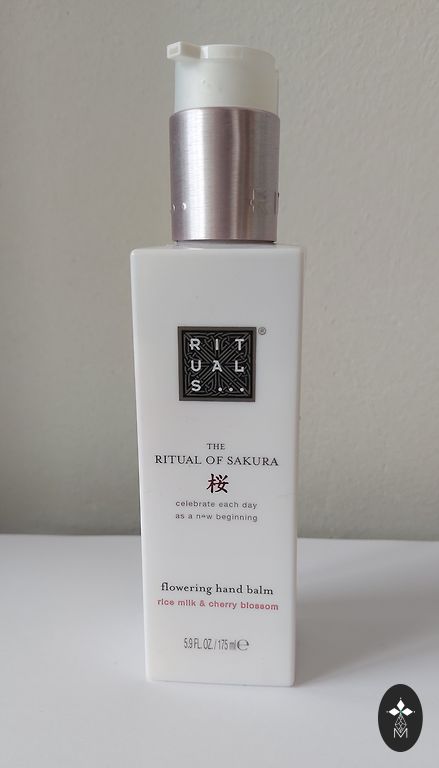 RIT
UAL
S...
®
THE
RITUAL OF SAKURA
桜
celebrate each day
as a new beginning
flowering hand balm
rice milk & cherry blossom
5.9 FL. OZ. / 175 ml ℮
M